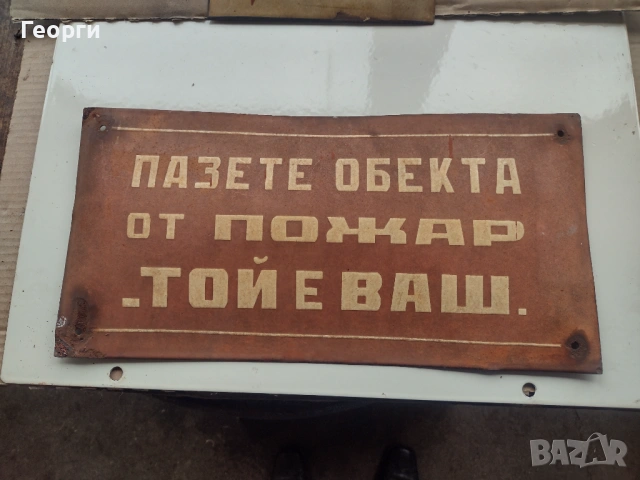 Георги
ПАЗЕТЕ ОБЕКТА
ОТ ПОЖАР
.ТОЙ Е ВАШ.
BAZAR